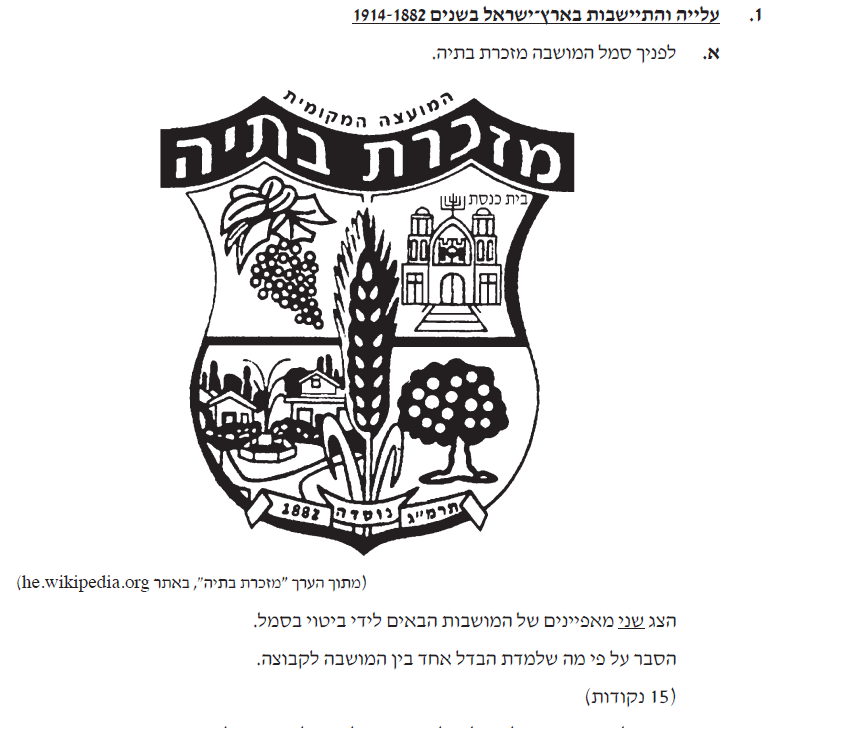 1. עלייה והתיישבות בארץ־ישראל בשנים 1914-1882
א. לפניך סמל המושבה מזכרת בתיה.
המועצה המקומית
מזכרת בתיה
בית כנסת
תרמ״ג נוסדה 1882
(מתוך הערך "מזכרת בתיה", באתר he.wikipedia.org)
הצג שני מאפיינים של המושבות הבאים לידי ביטוי בסמל.
הסבר על פי מה שלמדת הבדל אחד בין המושבה לקבוצה.
(15 נקודות)